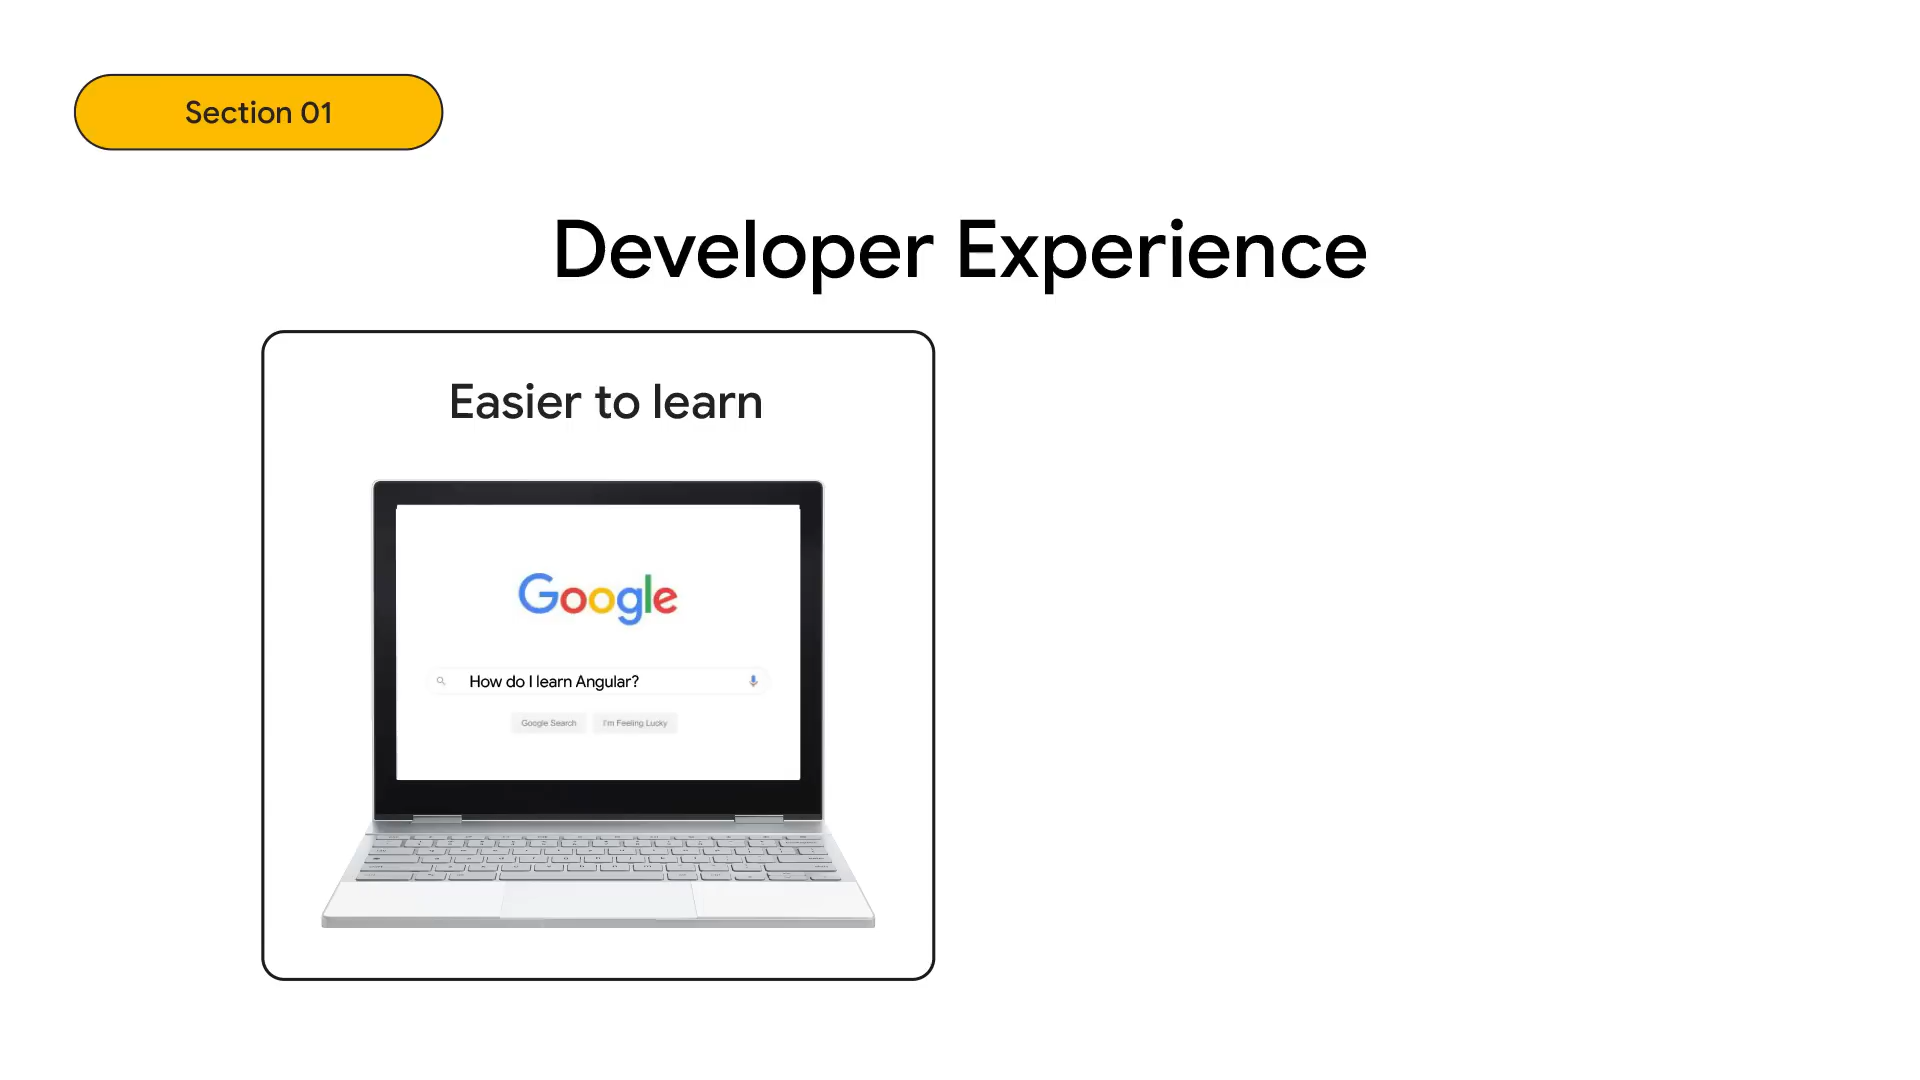 Section 01
Developer Experience
Easier to learn
Google
How do I learn Angular?
Google Search
I'm Feeling Lucky